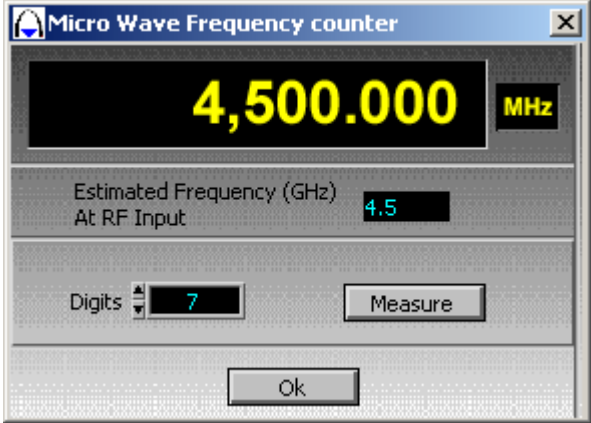 Micro Wave Frequency counter
4,500.000 MHz
Estimated Frequency (GHz)
At RF Input
4.5
Digits 7 Measure
Ok